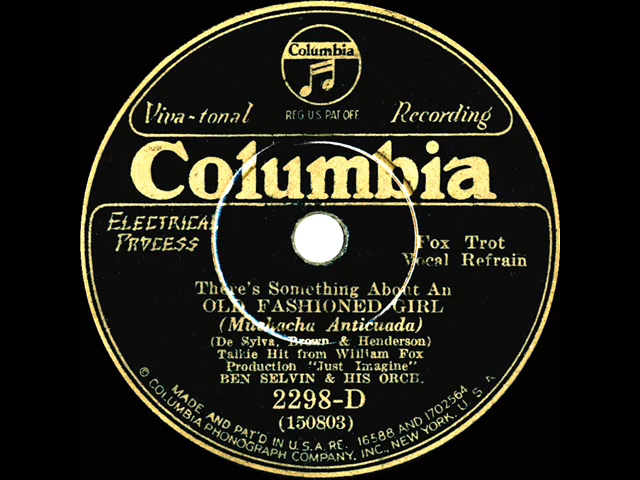 Columbia
REG. U.S. PAT. OFF.
Viva-tonal Recording
Columbia
ELECTRICAL
PROCESS
Fox Trot
Vocal Refrain
There's Something About An
OLD FASHIONED GIRL
(Muchacha Anticuada)
(De Sylva, Brown & Henderson)
Talkie Hit from William Fox
Production "Just Imagine"
BEN SELVIN & HIS ORCH.
2298-D
(150803)
MADE AND PAT'D IN U.S.A. RE. 16588 AND 1702564
© COLUMBIA PHONOGRAPH COMPANY, INC., NEW YORK, U.S.A.